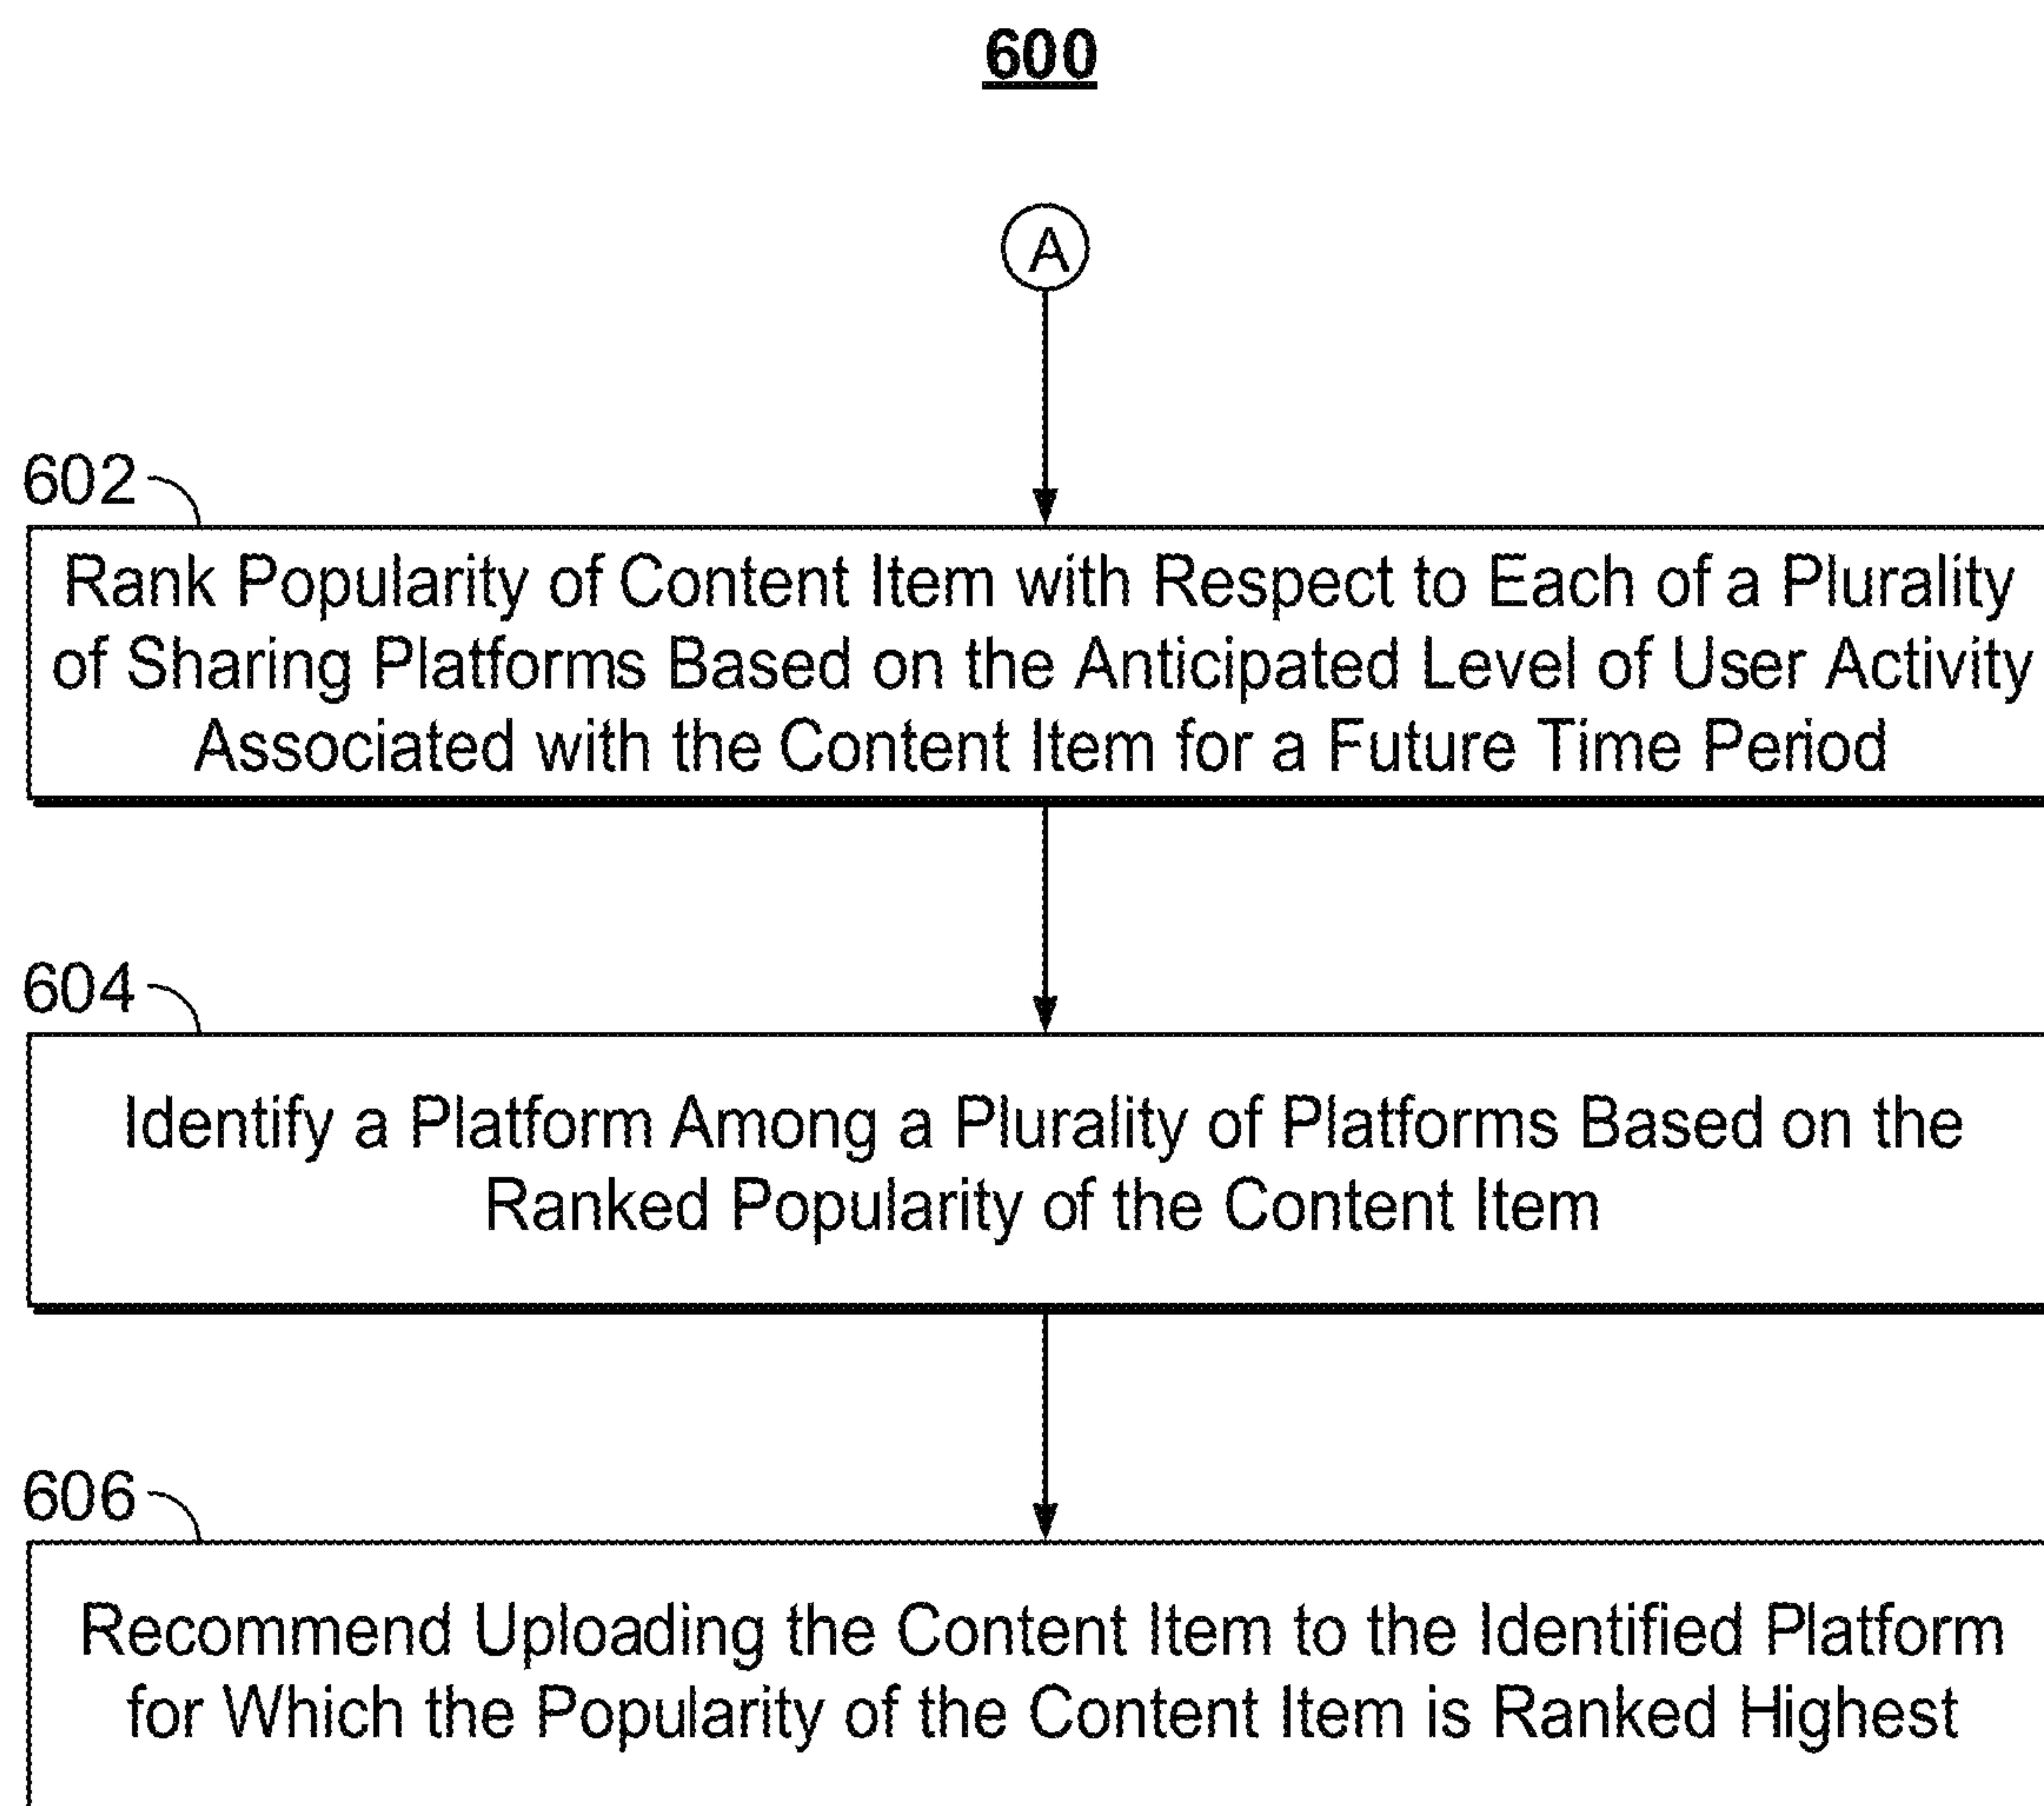 600
A
602
Rank Popularity of Content Item with Respect to Each of a Plurality
of Sharing Platforms Based on the Anticipated Level of User Activity
Associated with the Content Item for a Future Time Period
604
Identify a Platform Among a Plurality of Platforms Based on the
Ranked Popularity of the Content Item
606
Recommend Uploading the Content Item to the Identified Platform
for Which the Popularity of the Content Item is Ranked Highest